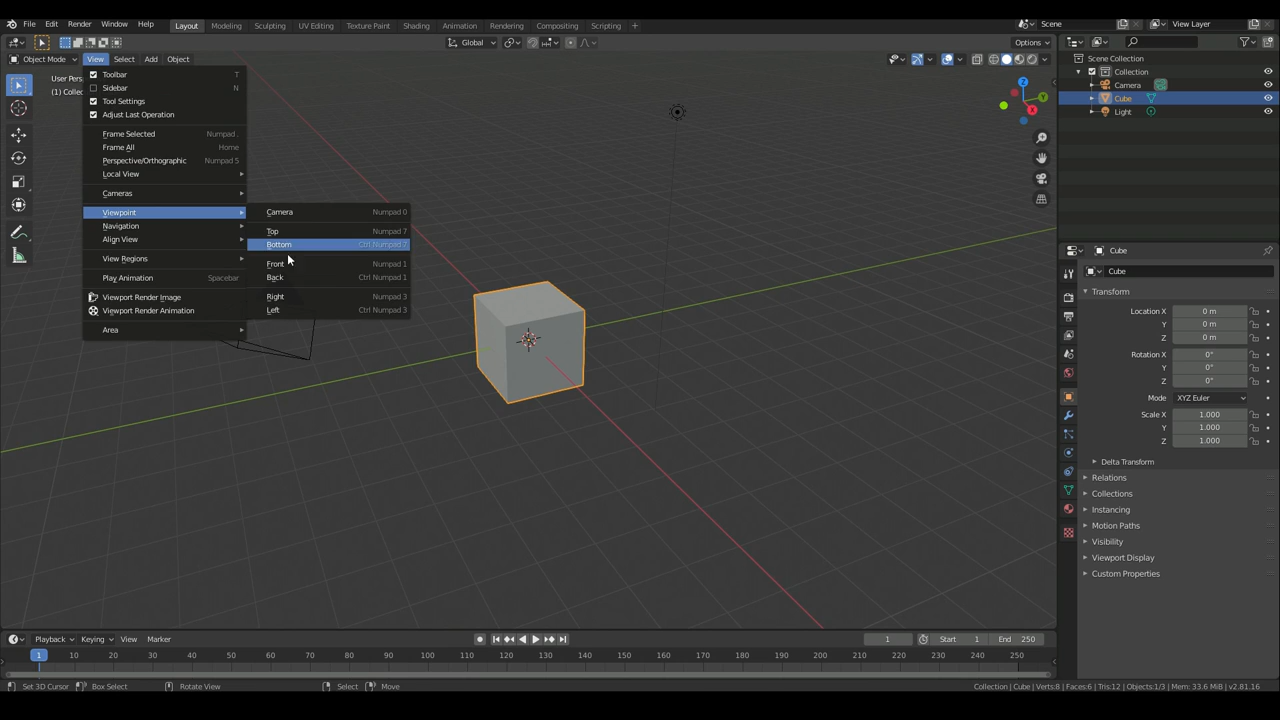 File Edit Render Window Help Layout Modeling Sculpting UV Editing Texture Paint Shading Animation Rendering Compositing Scripting + Scene View Layer
Global Options
Object Mode View Select Add Object
User Pers
(1) Collec
Toolbar T
Sidebar N
Tool Settings
Adjust Last Operation
Frame Selected Numpad .
Frame All Home
Perspective/Orthographic Numpad 5
Local View
Cameras
Viewpoint
Navigation
Align View
View Regions
Play Animation Spacebar
Viewport Render Image
Viewport Render Animation
Area
Camera Numpad 0
Top Numpad 7
Bottom Ctrl Numpad 7
Front Numpad 1
Back Ctrl Numpad 1
Right Numpad 3
Left Ctrl Numpad 3
Z
Y
X
Scene Collection
Collection
Camera
Cube
Light
Cube
Cube
Transform
Location X 0 m
Y 0 m
Z 0 m
Rotation X 0°
Y 0°
Z 0°
Mode XYZ Euler
Scale X 1.000
Y 1.000
Z 1.000
Delta Transform
Relations
Collections
Instancing
Motion Paths
Visibility
Viewport Display
Custom Properties
Playback Keying View Marker 1 Start 1 End 250
1 10 20 30 40 50 60 70 80 90 100 110 120 130 140 150 160 170 180 190 200 210 220 230 240 250
Set 3D Cursor Box Select Rotate View Select Move Collection | Cube | Verts:8 | Faces:6 | Tris:12 | Objects:1/3 | Mem: 33.6 MiB | v2.81.16